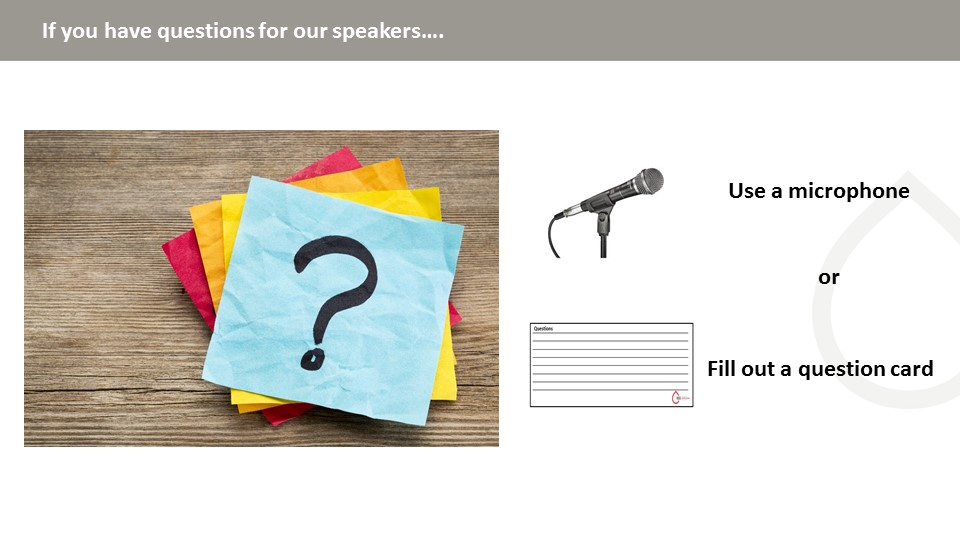 If you have questions for our speakers….
?
Use a microphone
or
Questions
Fill out a question card